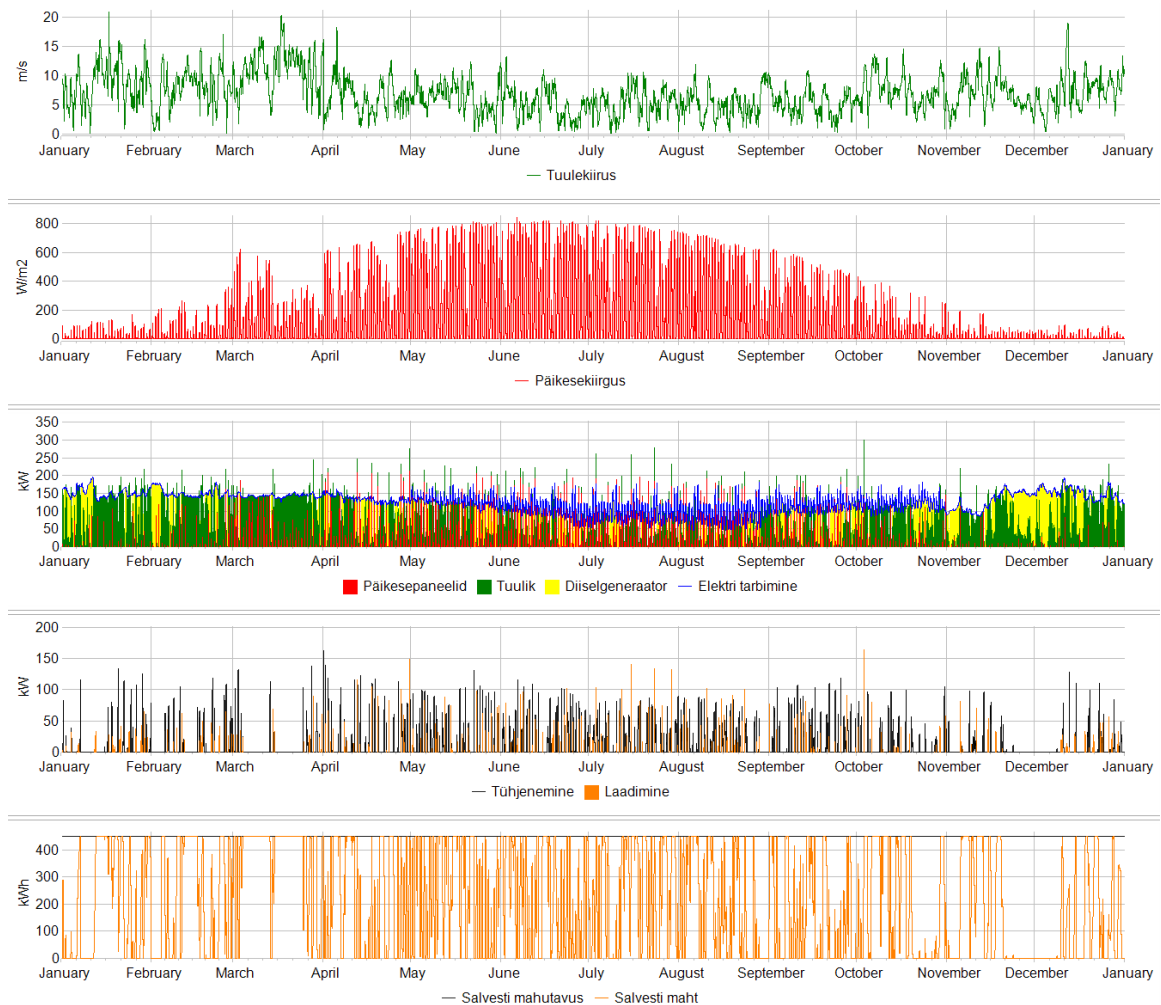 20
15
10
5
0
m/s
January February March April May June July August September October November December January
Tuulekiirus
800
600
400
200
0
W/m2
January February March April May June July August September October November December January
Päikesekiirgus
350
300
250
200
150
100
50
0
kW
January February March April May June July August September October November December January
Päikesepaneelid Tuulik Diiselgeneraator Elektri tarbimine
200
150
100
50
0
kW
January February March April May June July August September October November December January
Tühjenemine Laadimine
400
300
200
100
0
kWh
January February March April May June July August September October November December January
Salvesti mahutavus Salvesti maht